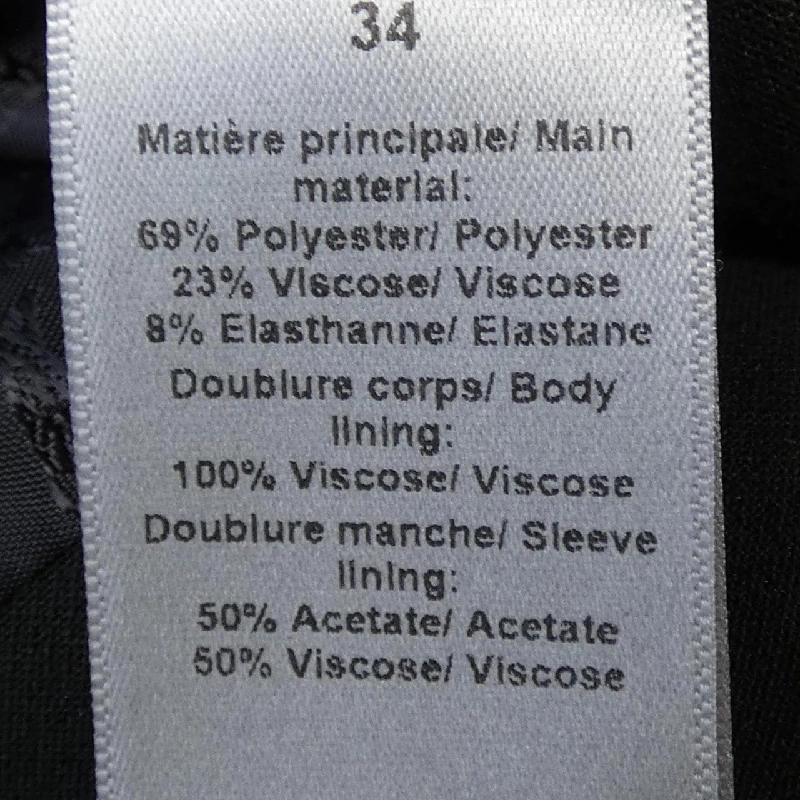 34
Matière principale/ Main
material:
69% Polyester/ Polyester
23% Viscose/ Viscose
8% Elasthanne/ Elastane
Doublure corps/ Body
lining:
100% Viscose/ Viscose
Doublure manche/ Sleeve
lining:
50% Acetate/ Acetate
50% Viscose/ Viscose